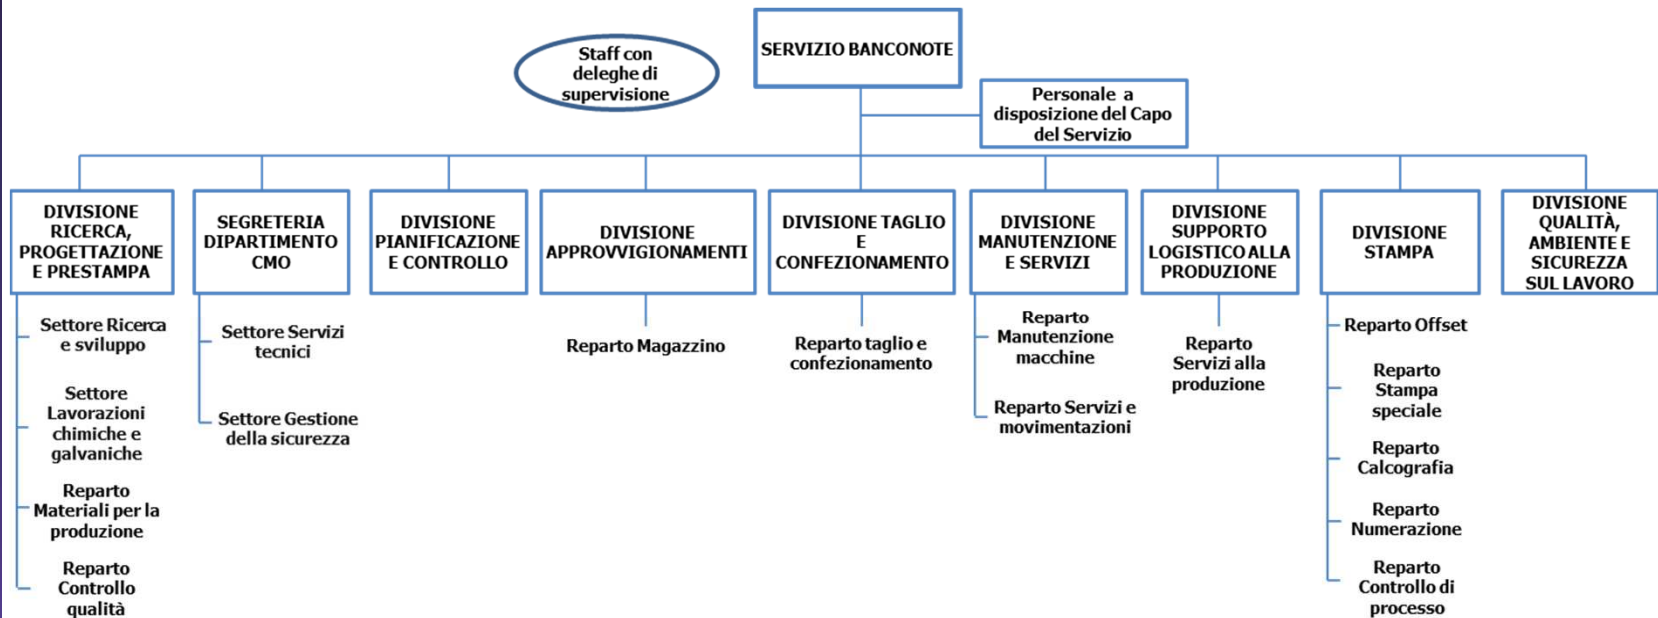 Staff con
deleghe di
supervisione
SERVIZIO BANCONOTE
Personale a
disposizione del Capo
del Servizio
DIVISIONE
RICERCA,
PROGETTAZIONE
E PRESTAMPA
SEGRETERIA
DIPARTIMENTO
CMO
DIVISIONE
PIANIFICAZIONE
E CONTROLLO
DIVISIONE
APPROVVIGIONAMENTI
DIVISIONE TAGLIO
E
CONFEZIONAMENTO
DIVISIONE
MANUTENZIONE
E SERVIZI
DIVISIONE
SUPPORTO
LOGISTICO ALLA
PRODUZIONE
DIVISIONE
STAMPA
DIVISIONE
QUALITÀ,
AMBIENTE E
SICUREZZA
SUL LAVORO
Settore Ricerca
e sviluppo
Settore
Lavorazioni
chimiche e
galvaniche
Reparto
Materiali per la
produzione
Reparto
Controllo
qualità
Settore Servizi
tecnici
Settore Gestione
della sicurezza
Reparto Magazzino
Reparto taglio e
confezionamento
Reparto
Manutenzione
macchine
Reparto Servizi e
movimentazioni
Reparto
Servizi alla
produzione
Reparto Offset
Reparto
Stampa
speciale
Reparto
Calcografia
Reparto
Numerazione
Reparto
Controllo di
processo